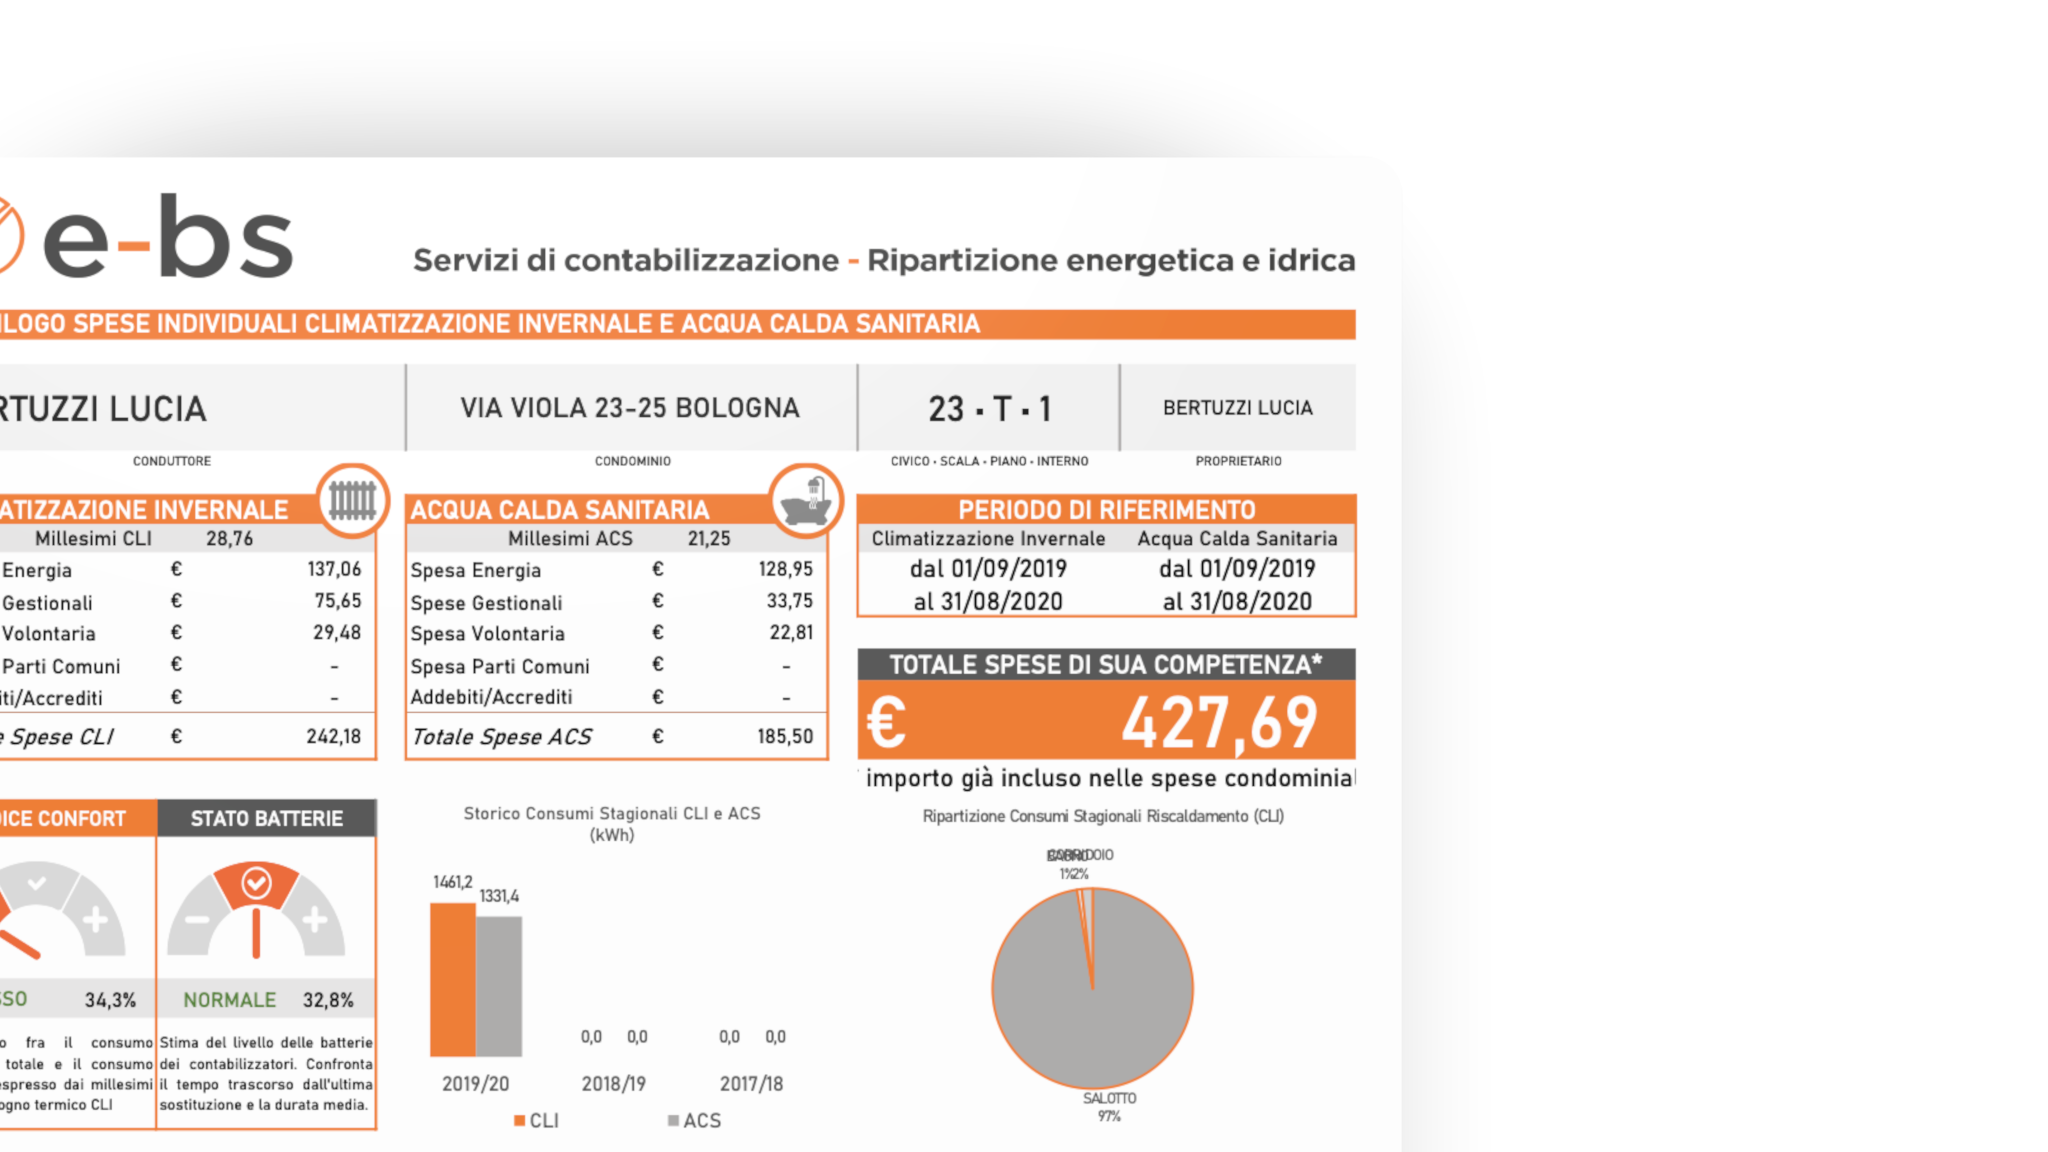 e-bs
Servizi di contabilizzazione - Ripartizione energetica e idrica
ILOGO SPESE INDIVIDUALI CLIMATIZZAZIONE INVERNALE E ACQUA CALDA SANITARIA
RTUZZI LUCIA
CONDUTTORE
VIA VIOLA 23-25 BOLOGNA
CONDOMINIO
23 · T · 1
CIVICO · SCALA · PIANO · INTERNO
BERTUZZI LUCIA
PROPRIETARIO
ATIZZAZIONE INVERNALE
Millesimi CLI 28,76
Energia € 137,06
Gestionali € 75,65
Volontaria € 29,48
Parti Comuni € -
iti/Accrediti € -
e Spese CLI € 242,18
ACQUA CALDA SANITARIA
Millesimi ACS 21,25
Spesa Energia € 128,95
Spese Gestionali € 33,75
Spesa Volontaria € 22,81
Spesa Parti Comuni € -
Addebiti/Accrediti € -
Totale Spese ACS € 185,50
PERIODO DI RIFERIMENTO
Climatizzazione Invernale Acqua Calda Sanitaria
dal 01/09/2019 dal 01/09/2019
al 31/08/2020 al 31/08/2020
TOTALE SPESE DI SUA COMPETENZA*
€ 427,69
importo già incluso nelle spese condominial
ICE CONFORT
SSO 34,3%
o fra il consumo
totale e il consumo
espresso dai millesimi
ogno termico CLI
STATO BATTERIE
NORMALE 32,8%
Stima del livello delle batterie
dei contabilizzatori. Confronta
il tempo trascorso dall'ultima
sostituzione e la durata media.
Storico Consumi Stagionali CLI e ACS
(kWh)
1461,2
1331,4
0,0 0,0 0,0 0,0
2019/20 2018/19 2017/18
CLI ACS
Ripartizione Consumi Stagionali Riscaldamento (CLI)
CORRIDOIO
1% 2%
SALOTTO
97%